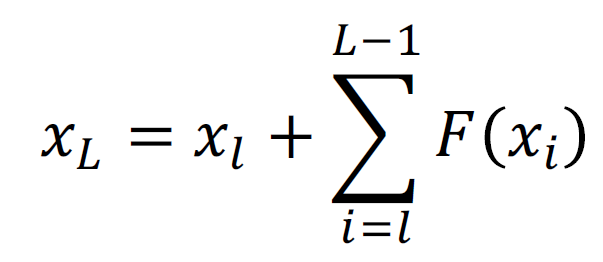 x_L = x_l + \sum_{i=l}^{L-1} F(x_i)